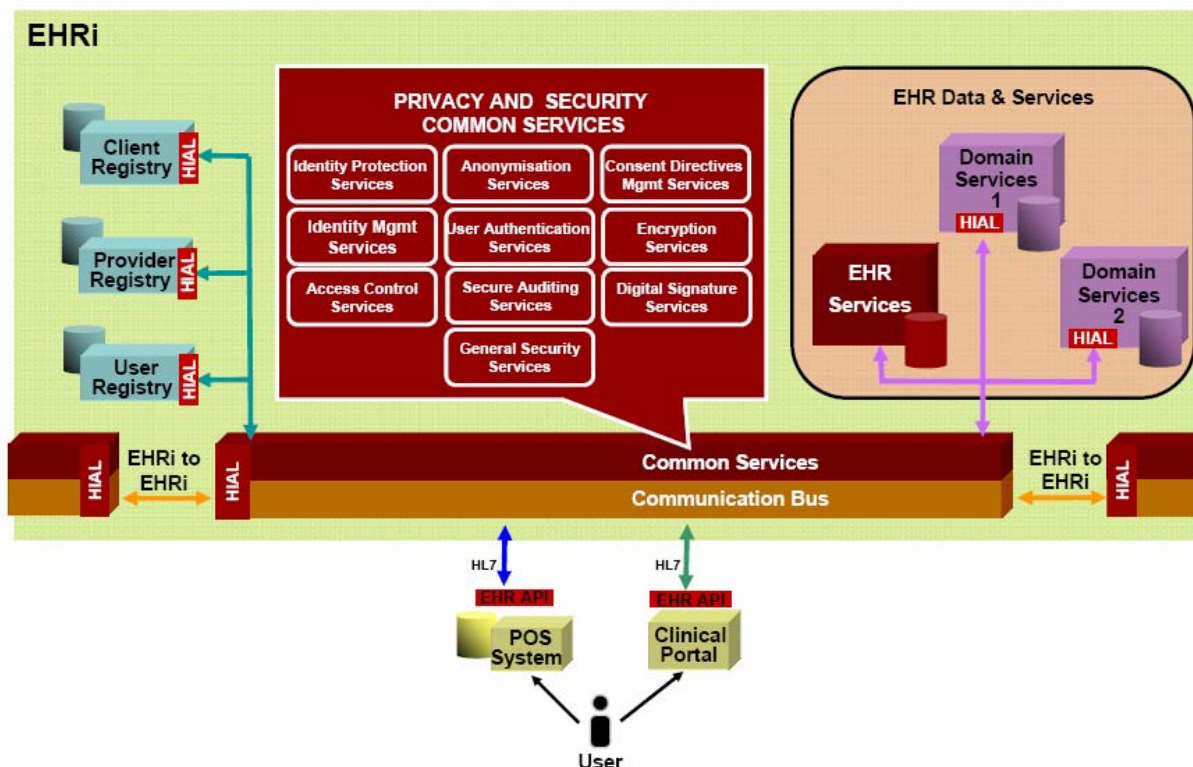 EHRi
PRIVACY AND SECURITY
COMMON SERVICES
Identity Protection
Services
Anonymisation
Services
Consent Directives
Mgmt Services
Identity Mgmt
Services
User Authentication
Services
Encryption
Services
Access Control
Services
Secure Auditing
Services
Digital Signature
Services
General Security
Services
Client
Registry
HIAL
Provider
Registry
HIAL
User
Registry
HIAL
EHR Data & Services
Domain
Services
1
HIAL
EHR
Services
Domain
Services
2
HIAL
HIAL
EHRi to
EHRi
HIAL
Common Services
Communication Bus
EHRi to
EHRi
HIAL
HL7
HL7
EHR API
EHR API
POS
System
Clinical
Portal
User